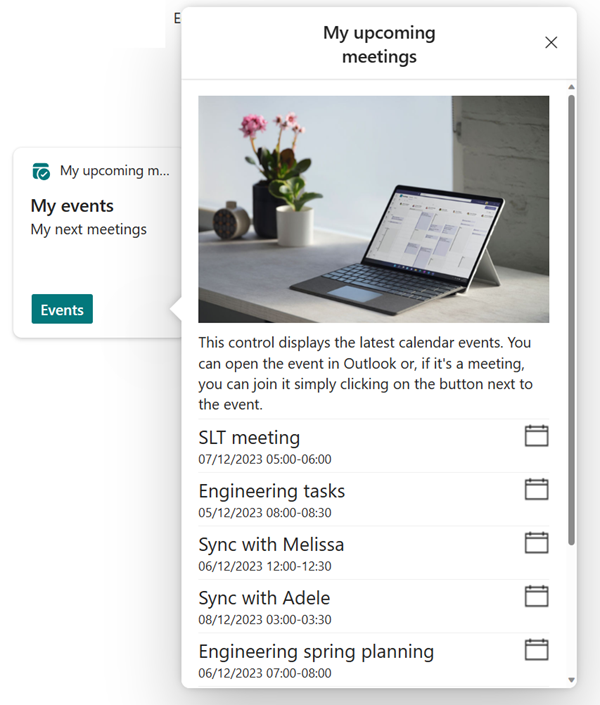 E
My upcoming
meetings
My upcoming m...
My events
My next meetings
Events
This control displays the latest calendar events. You
can open the event in Outlook or, if it's a meeting,
you can join it simply clicking on the button next to
the event.
SLT meeting
07/12/2023 05:00-06:00
Engineering tasks
05/12/2023 08:00-08:30
Sync with Melissa
06/12/2023 12:00-12:30
Sync with Adele
08/12/2023 03:00-03:30
Engineering spring planning
06/12/2023 07:00-08:00